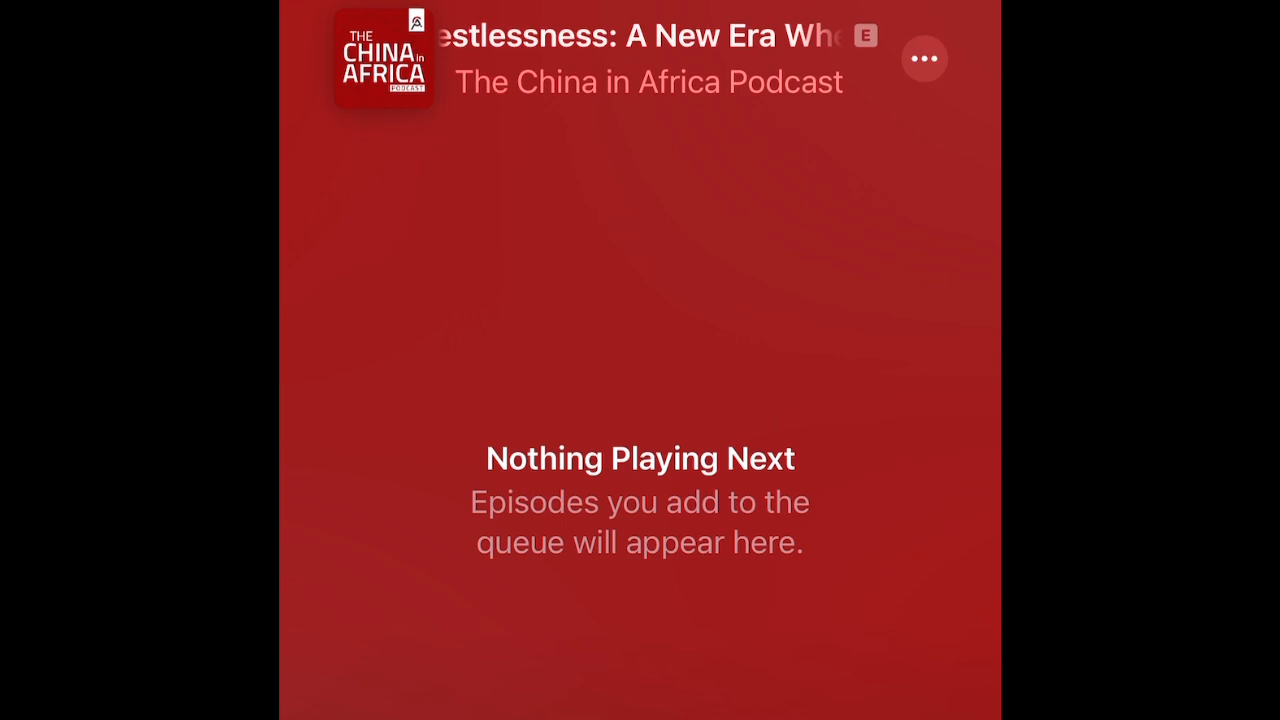 THE
CHINA in
AFRICA
PODCAST
estlessness: A New Era Whe E
The China in Africa Podcast
Nothing Playing Next
Episodes you add to the
queue will appear here.